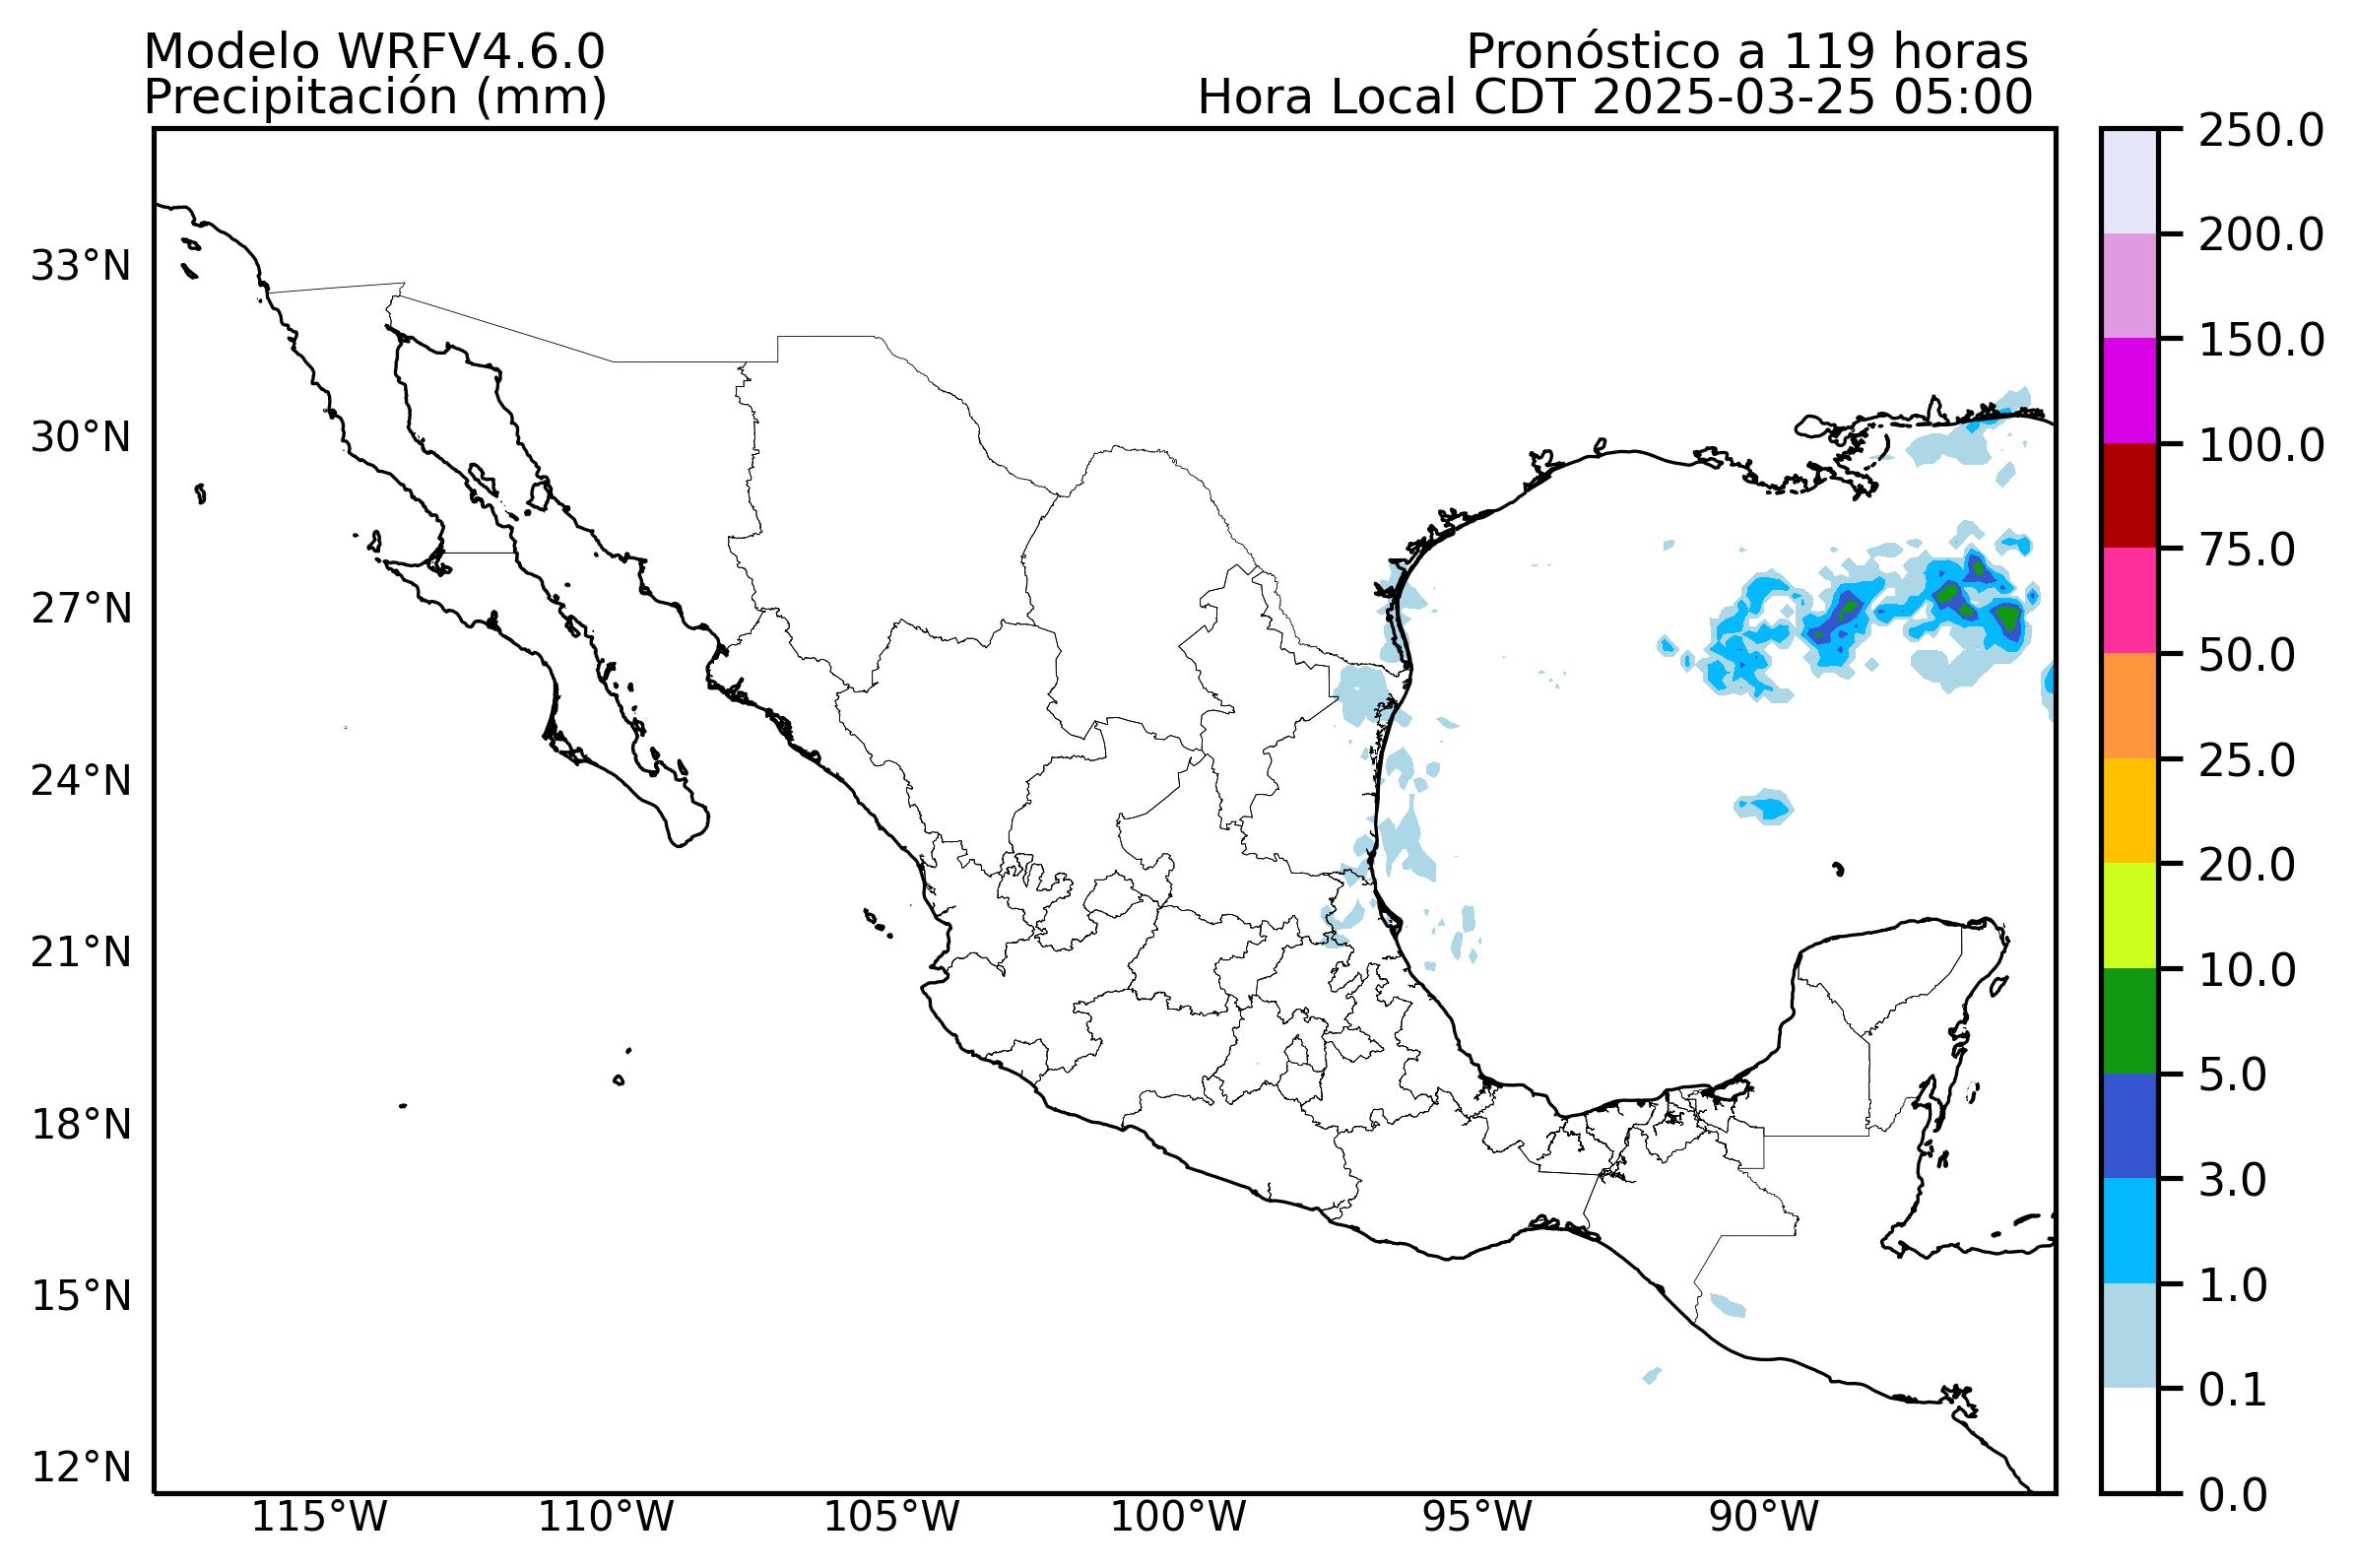 Modelo WRFV4.6.0
Precipitación (mm)
Pronóstico a 119 horas
Hora Local CDT 2025-03-25 05:00
33°N
30°N
27°N
24°N
21°N
18°N
15°N
12°N
115°W
110°W
105°W
100°W
95°W
90°W
250.0
200.0
150.0
100.0
75.0
50.0
25.0
20.0
10.0
5.0
3.0
1.0
0.1
0.0